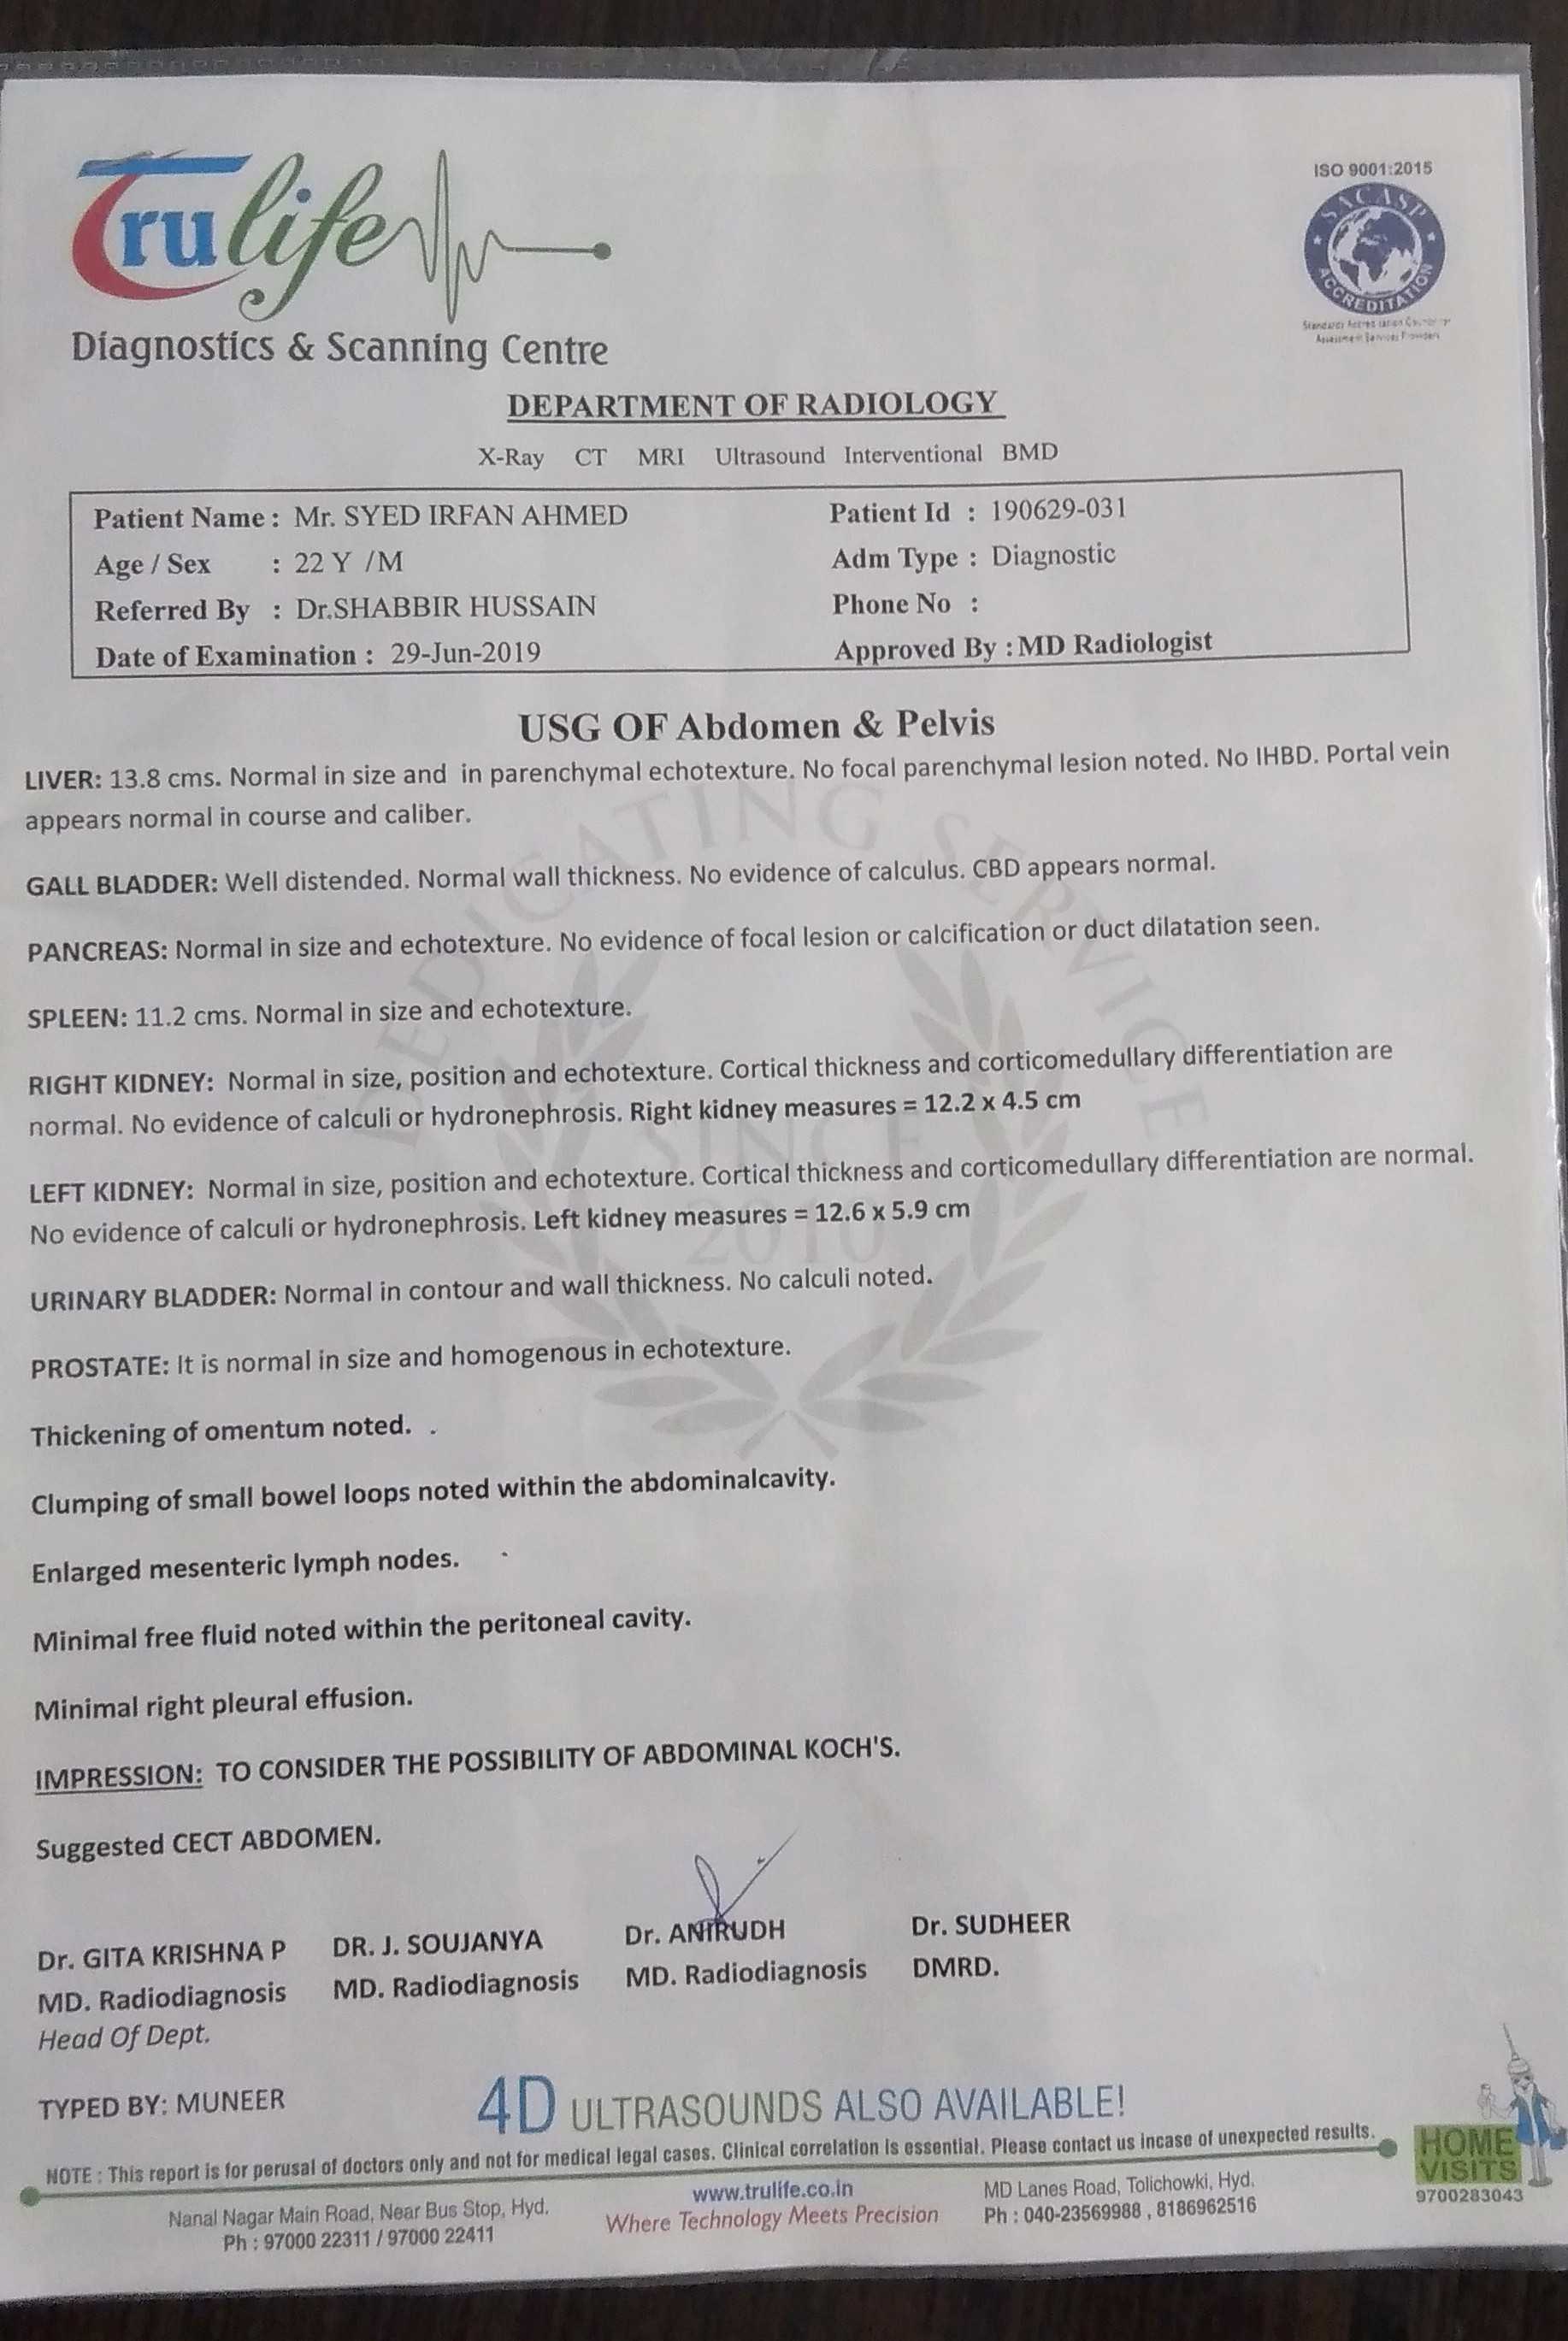 Trulife
Diagnostics & Scanning Centre
ISO 9001:2015
SACASP
ACCREDITATION
DEPARTMENT OF RADIOLOGY
X-Ray CT MRI Ultrasound Interventional BMD
Patient Name : Mr. SYED IRFAN AHMED Patient Id : 190629-031
Age / Sex : 22 Y /M Adm Type : Diagnostic
Referred By : Dr.SHABBIR HUSSAIN Phone No :
Date of Examination : 29-Jun-2019 Approved By : MD Radiologist
USG OF Abdomen & Pelvis
LIVER: 13.8 cms. Normal in size and in parenchymal echotexture. No focal parenchymal lesion noted. No IHBD. Portal vein
appears normal in course and caliber.
GALL BLADDER: Well distended. Normal wall thickness. No evidence of calculus. CBD appears normal.
PANCREAS: Normal in size and echotexture. No evidence of focal lesion or calcification or duct dilatation seen.
SPLEEN: 11.2 cms. Normal in size and echotexture.
RIGHT KIDNEY: Normal in size, position and echotexture. Cortical thickness and corticomedullary differentiation are
normal. No evidence of calculi or hydronephrosis. Right kidney measures = 12.2 x 4.5 cm
LEFT KIDNEY: Normal in size, position and echotexture. Cortical thickness and corticomedullary differentiation are normal.
No evidence of calculi or hydronephrosis. Left kidney measures = 12.6 x 5.9 cm
URINARY BLADDER: Normal in contour and wall thickness. No calculi noted.
PROSTATE: It is normal in size and homogenous in echotexture.
Thickening of omentum noted. .
Clumping of small bowel loops noted within the abdominalcavity.
Enlarged mesenteric lymph nodes.
Minimal free fluid noted within the peritoneal cavity.
Minimal right pleural effusion.
IMPRESSION: TO CONSIDER THE POSSIBILITY OF ABDOMINAL KOCH'S.
Suggested CECT ABDOMEN.
DEDICATING SERVICE
SINCE
2010
Dr. GITA KRISHNA P DR. J. SOUJANYA Dr. ANIRUDH Dr. SUDHEER
MD. Radiodiagnosis MD. Radiodiagnosis MD. Radiodiagnosis DMRD.
Head Of Dept.
TYPED BY: MUNEER
4D ULTRASOUNDS ALSO AVAILABLE!
NOTE : This report is for perusal of doctors only and not for medical legal cases. Clinical correlation is essential. Please contact us incase of unexpected results.
HOME
VISITS
9700283043
Nanal Nagar Main Road, Near Bus Stop, Hyd. www.trulife.co.in MD Lanes Road, Tolichowki, Hyd.
Ph : 97000 22311 / 97000 22411 Where Technology Meets Precision Ph : 040-23569988 , 8186962516